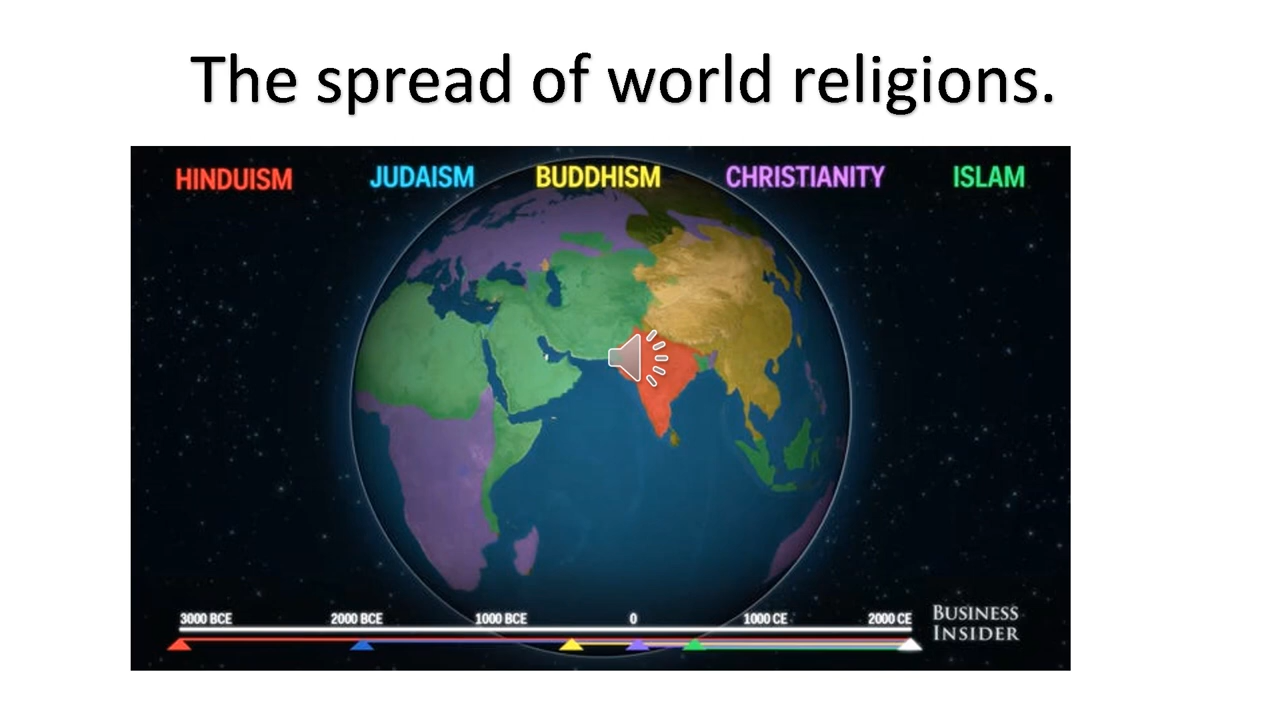 The spread of world religions.
HINDUISM JUDAISM BUDDHISM CHRISTIANITY ISLAM
3000 BCE 2000 BCE 1000 BCE 0 1000 CE 2000 CE
BUSINESS
INSIDER